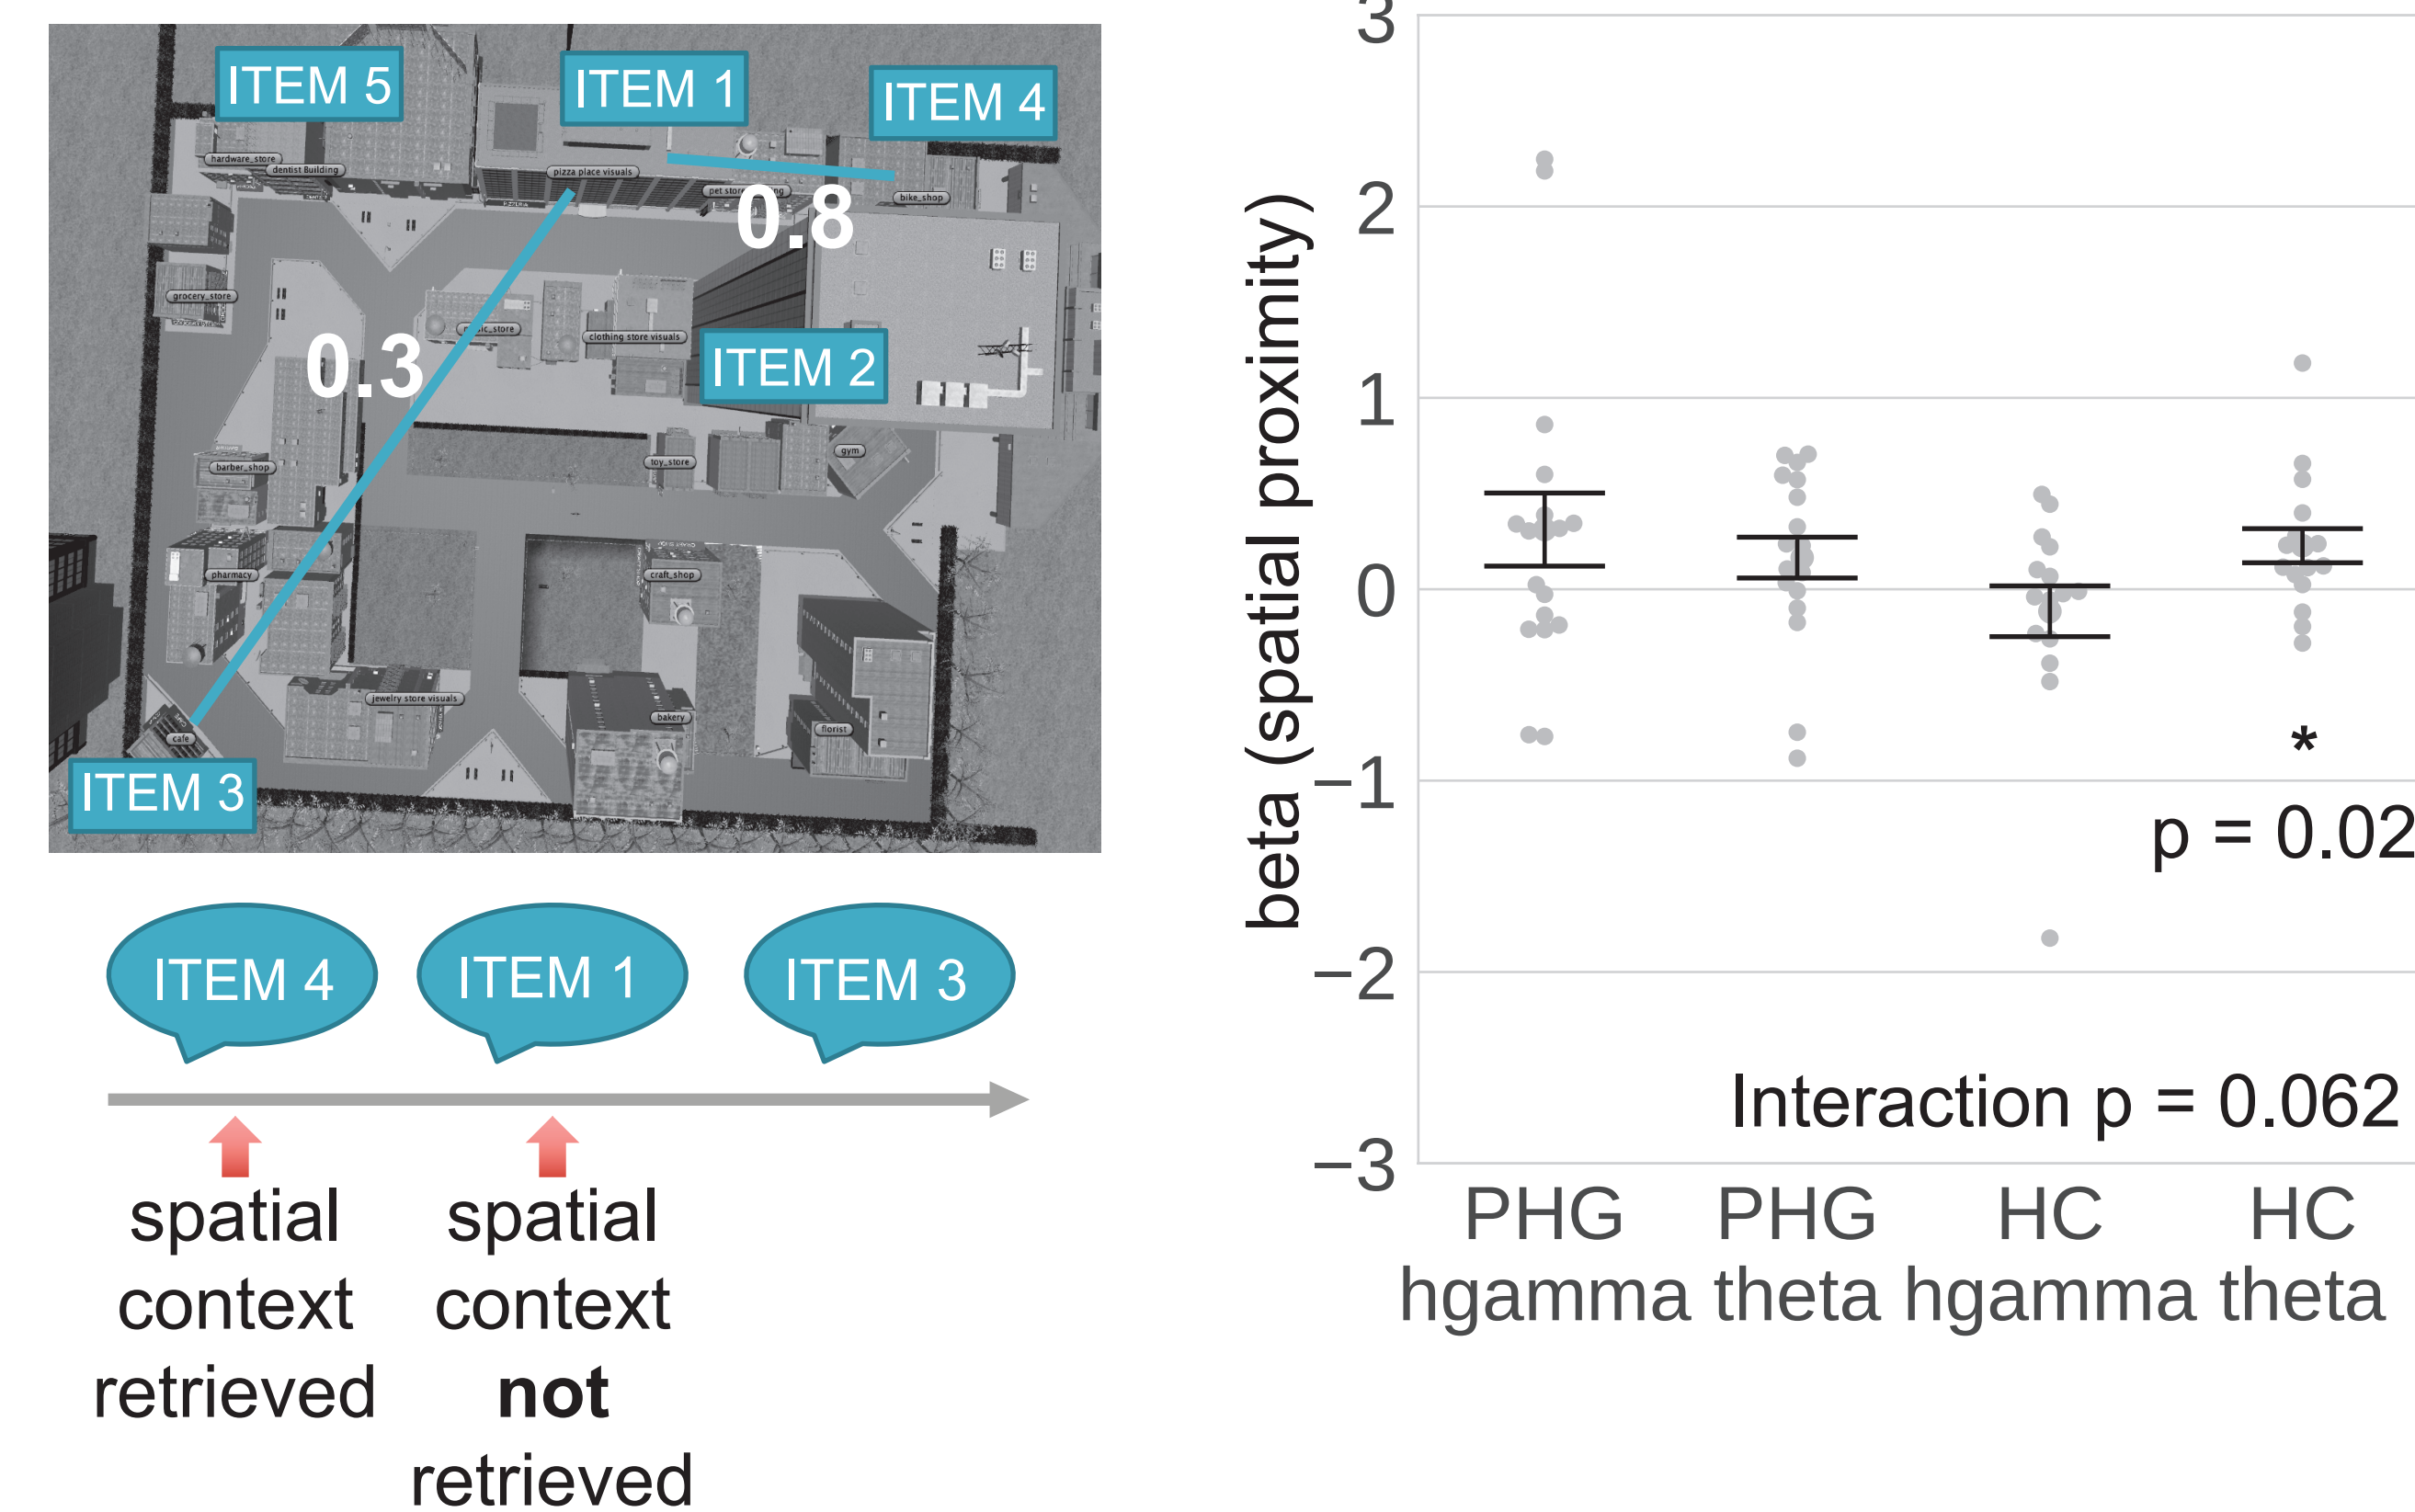 ITEM 5
ITEM 1
ITEM 4
hardware_store
dentist Building
pizza place visuals
bike_shop
0.8
grocery_store
clothing store visuals
0.3
ITEM 2
barber_shop
toy_store
gym
pharmacy
craft_shop
jewelry store visuals
bakery
florist
cafe
ITEM 3
ITEM 4
ITEM 1
ITEM 3
spatial
context
retrieved
spatial
context
not
retrieved
beta (spatial proximity)
3
2
1
0
−1
−2
−3
*
p = 0.02
Interaction p = 0.062
PHG
hgamma
PHG
theta
HC
hgamma
HC
theta